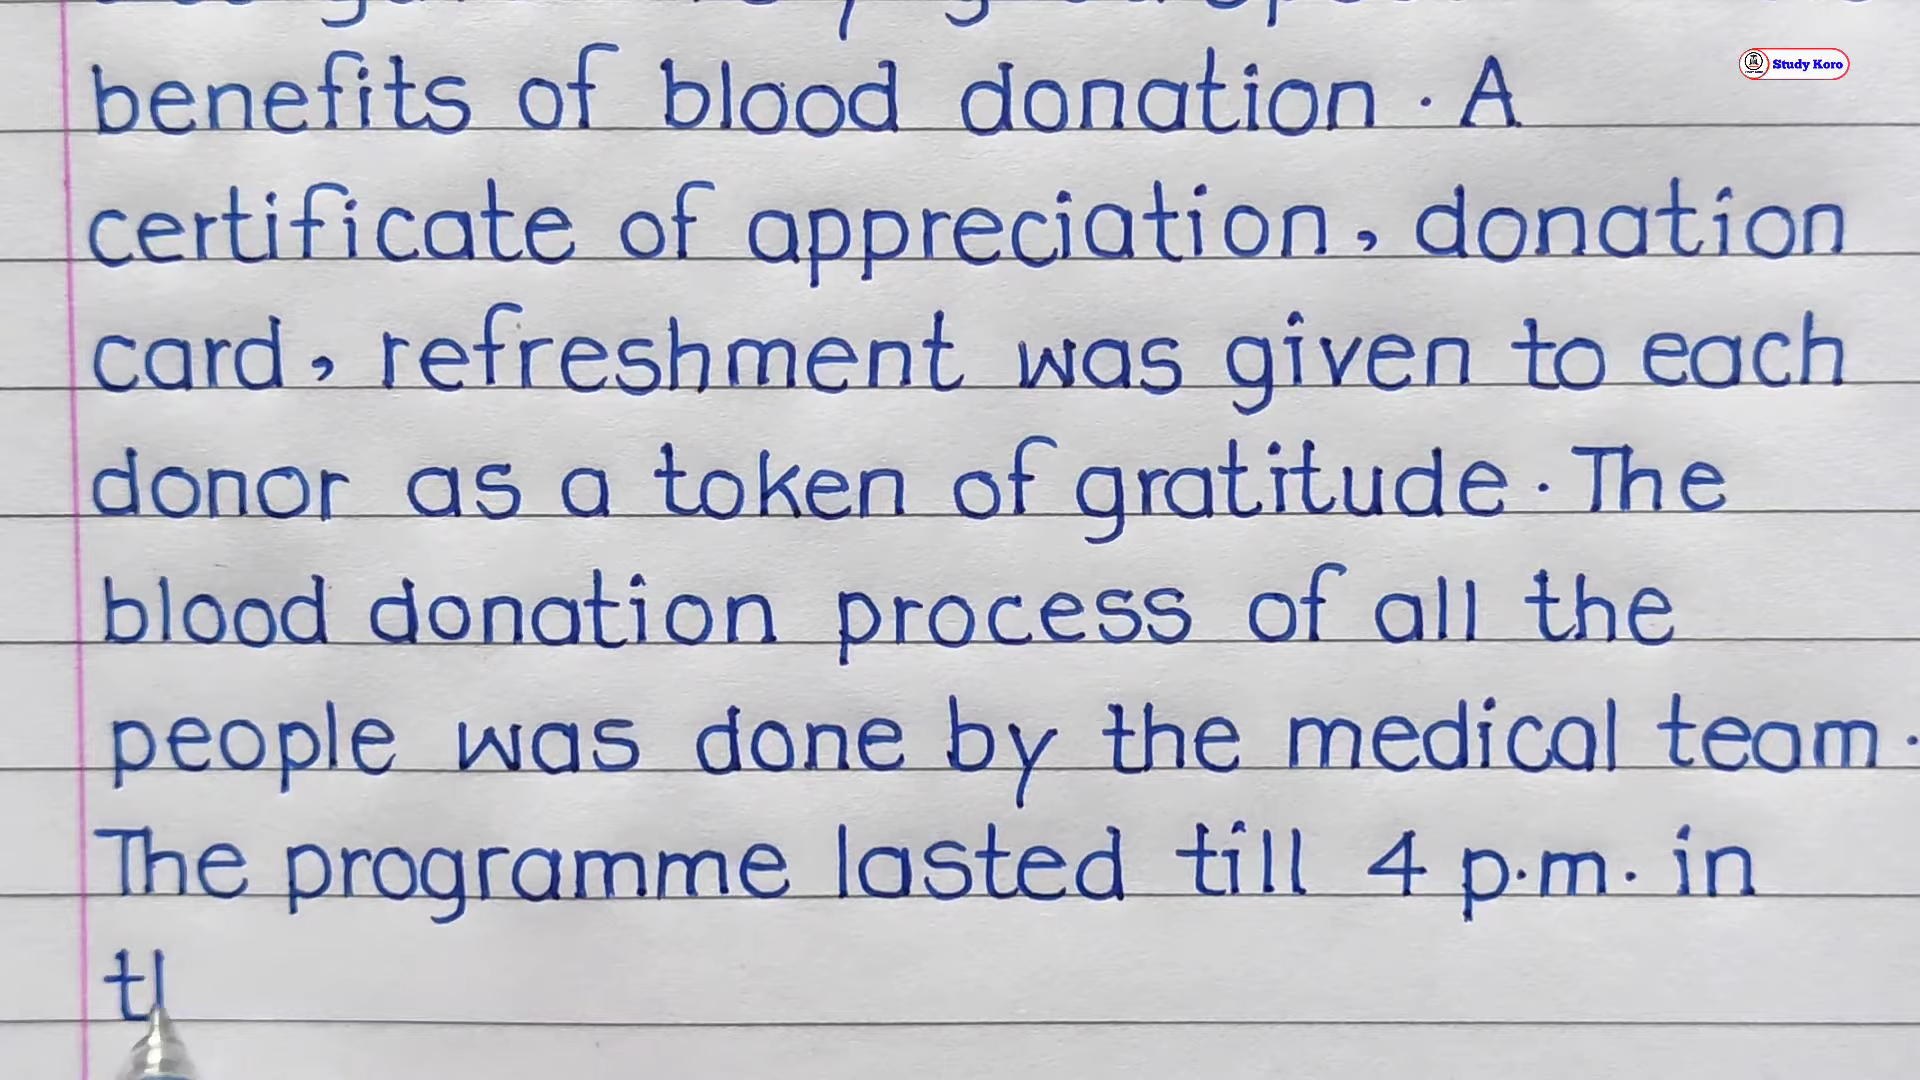 benefits of blood donation. A
Study Koro
certificate of appreciation, donation
card, refreshment was given to each
donor as a token of gratitude. The
blood donation process of all the
people was done by the medical team.
The programme lasted till 4 p.m. in